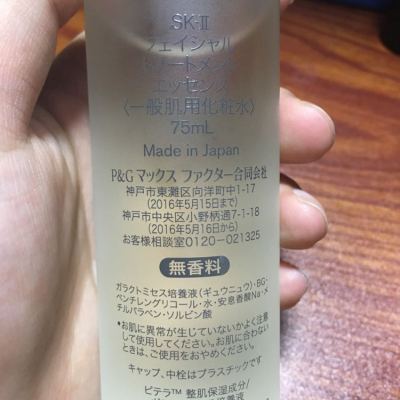 SK-II
フェイシャル
トリートメント
エッセンス
〈一般肌用化粧水〉
75mL
Made in Japan
P&G マックス ファクター合同会社
神戸市東灘区向洋町中1-17
(2016年5月15日まで)
神戸市中央区小野柄通7-1-18
(2016年5月16日から)
お客様相談室0120-021325
無香料
ガラクトミセス培養液(ギュウニュウ)・BG・
ペンチレングリコール・水・安息香酸Na・メ
チルパラベン・ソルビン酸
*お肌に異常が生じていないかよく注意
して使用してください。お肌に合わない
ときは、ご使用をおやめください。
キャップ、中栓はプラスチックです
ピテラ™ 整肌保湿成分/
培養液